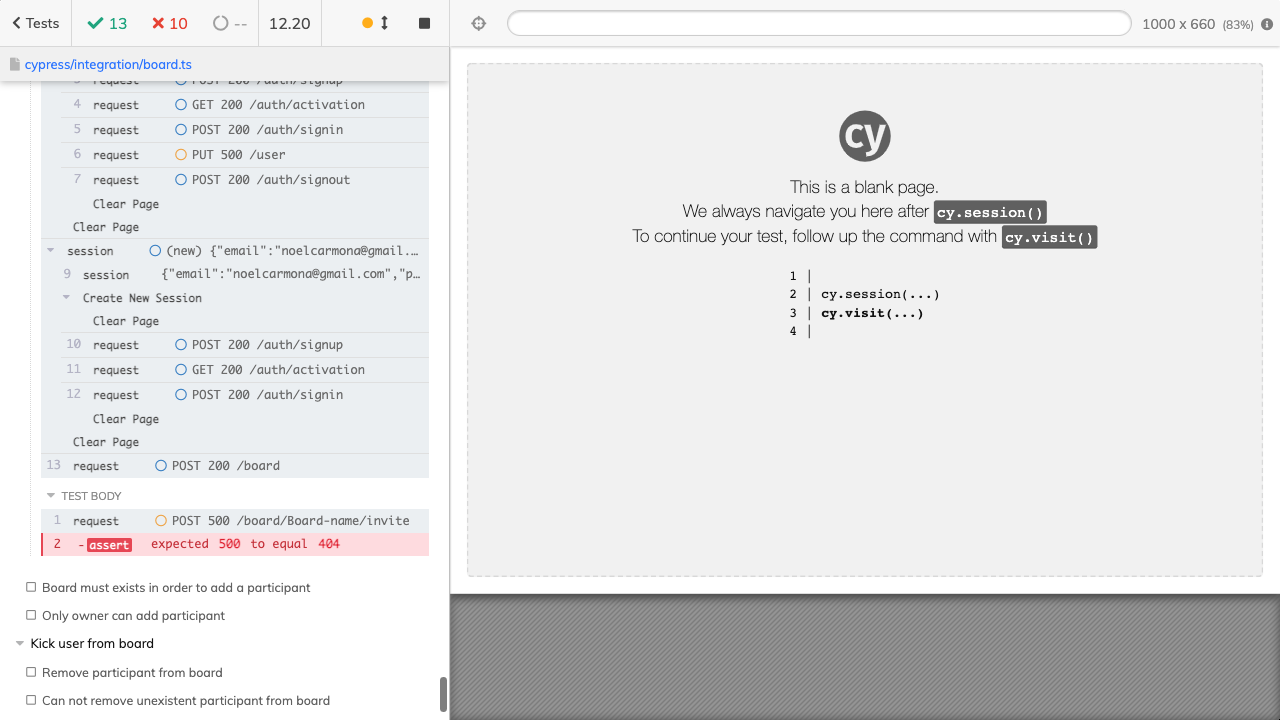 Tests
13
10
--
12.20
1000 x 660 (83%)
cypress/integration/board.ts
3 request POST 200 /auth/signup
4 request GET 200 /auth/activation
5 request POST 200 /auth/signin
6 request PUT 500 /user
7 request POST 200 /auth/signout
Clear Page
Clear Page
session (new) {"email":"noelcarmona@gmail.…
9 session {"email":"noelcarmona@gmail.com","p…
Create New Session
Clear Page
10 request POST 200 /auth/signup
11 request GET 200 /auth/activation
12 request POST 200 /auth/signin
Clear Page
Clear Page
13 request POST 200 /board
TEST BODY
1 request POST 500 /board/Board-name/invite
2 -assert expected 500 to equal 404
Board must exists in order to add a participant
Only owner can add participant
Kick user from board
Remove participant from board
Can not remove unexistent participant from board
cy
This is a blank page.
We always navigate you here after cy.session()
To continue your test, follow up the command with cy.visit()
1 |
2 | cy.session(...)
3 | cy.visit(...)
4 |